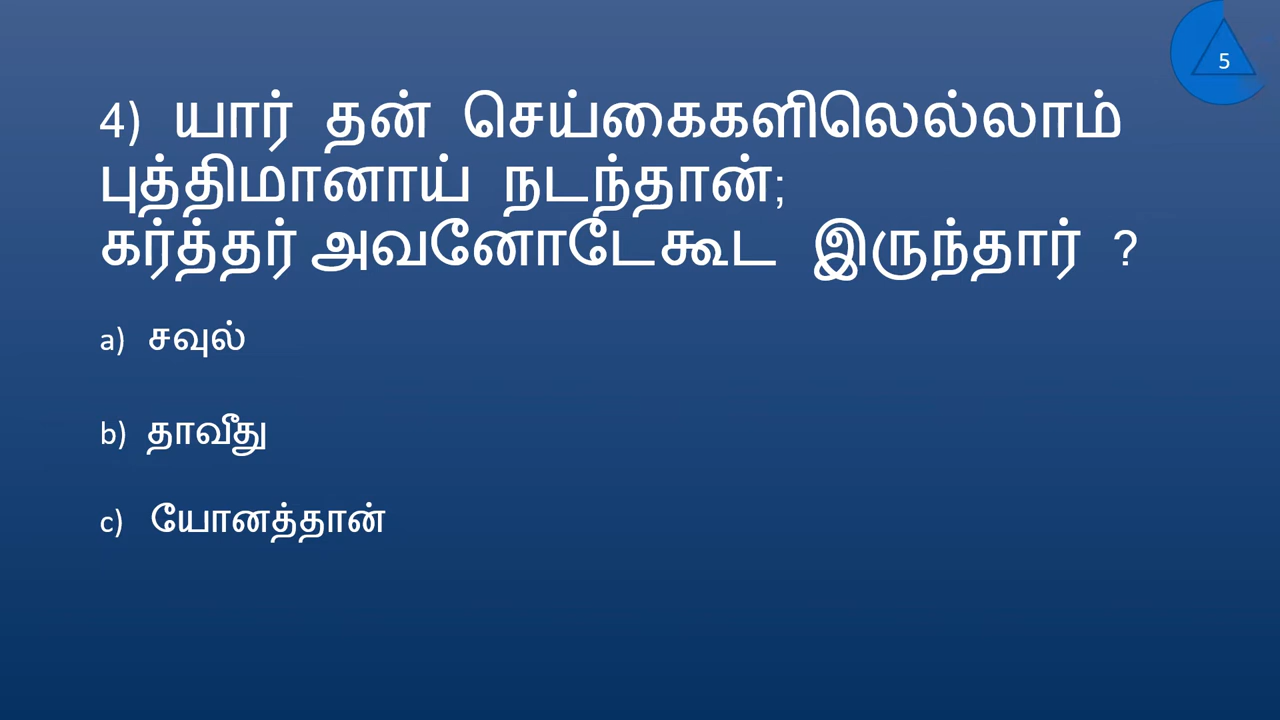 5
4) யார் தன் செய்கைகளிலெல்லாம்
புத்திமானாய் நடந்தான்;
கர்த்தர் அவனோடேகூட இருந்தார் ?
a) சவுல்
b) தாவீது
c) யோனத்தான்